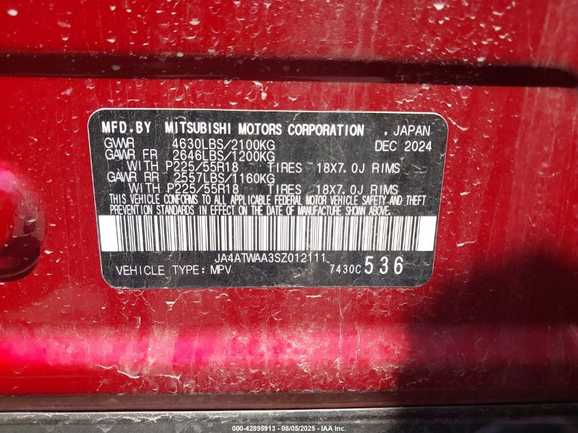 MFD.BY MITSUBISHI MOTORS CORPORATION , JAPAN
GVWR 4630LBS/2100KG DEC 2024
GAWR FR 2646LBS/1200KG
WITH P225/55R18 TIRES 18X7.0J RIMS
GAWR RR 2557LBS/1160KG
WITH P225/55R18 TIRES 18X7.0J RIMS
THIS VEHICLE CONFORMS TO ALL APPLICABLE FEDERAL MOTOR VEHICLE SAFETY AND THEFT
PREVENTION STANDARDS IN EFFECT ON THE DATE OF MANUFACTURE SHOWN ABOVE.
JA4ATWAA3SZ012111
VEHICLE TYPE: MPV 7430C 536
000-42895913 - 08/05/2025 - © IAA Inc.